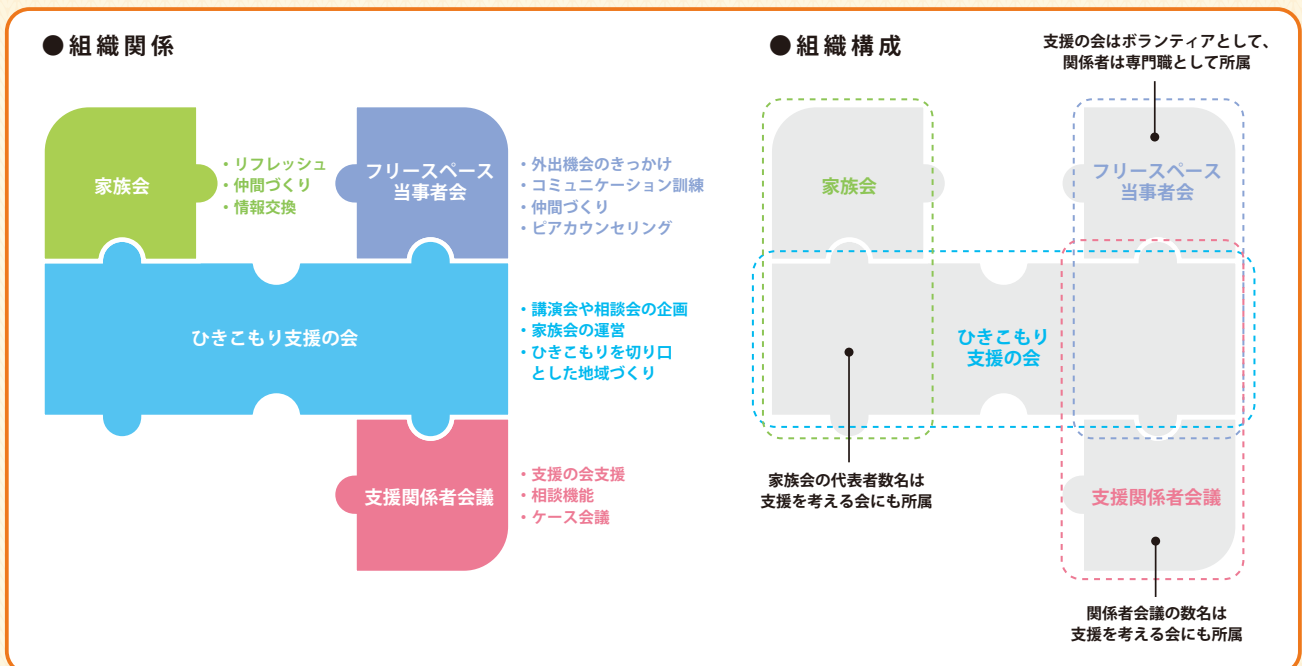 ●組織関係
家族会
・リフレッシュ
・仲間づくり
・情報交換
フリースペース
当事者会
・外出機会のきっかけ
・コミュニケーション訓練
・仲間づくり
・ピアカウンセリング
ひきこもり支援の会
・講演会や相談会の企画
・家族会の運営
・ひきこもりを切り口
とした地域づくり
支援関係者会議
・支援の会支援
・相談機能
・ケース会議
●組織構成
支援の会はボランティアとして、
関係者は専門職として所属
家族会
フリースペース
当事者会
ひきこもり
支援の会
家族会の代表者数名は
支援を考える会にも所属
支援関係者会議
関係者会議の数名は
支援を考える会にも所属